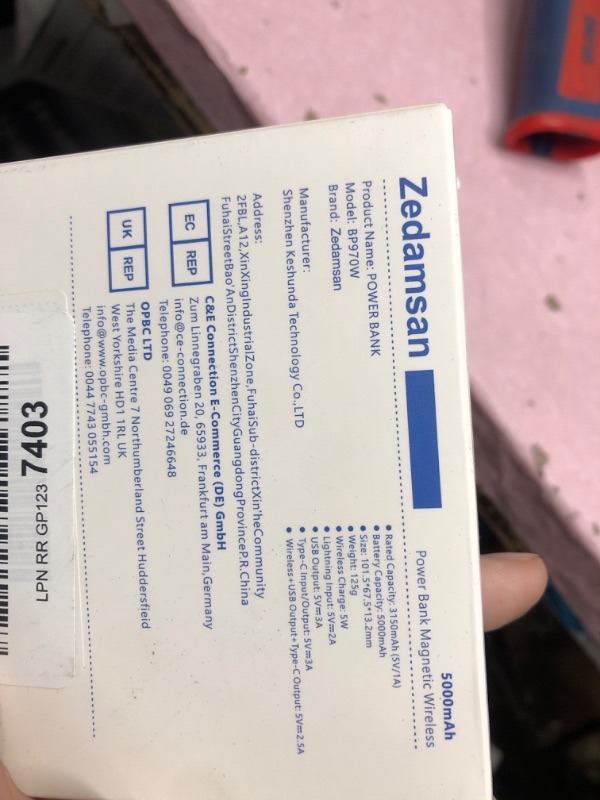 Zedamsan
Power Bank Magnetic Wireless
5000mAh
Product Name: POWER BANK
Model: BP970W
Brand: Zedamsan
Manufacturer:
Shenzhen Keshunda Technology Co.,LTD
Address:
2FBL,A12,XinXingIndustrialZone,FuhaiSub-districtXin'heCommunity
FuhaiStreetBao'AnDistrictShenzhenCityGuangdongProvinceP.R.China
• Rated Capacity: 3150mAh (5V/1A)
• Battery Capacity: 5000mAh
• Size: 101.5*67.5*13.2mm
• Weight: 125g
• Wireless Charge: 5W
• Lightning Input: 5V⎓2A
• USB Output: 5V⎓3A
• Type-C Input/Output: 5V⎓3A
• Wireless+USB Output+Type-C Output: 5V⎓2.5A
EC REP
C&E Connection E-Commerce (DE) GmbH
Zum Linnegraben 20, 65933, Frankfurt am Main,Germany
info@ce-connection.de
Telephone: 0049 069 27246648
UK REP
OPBC LTD
The Media Centre 7 Northumberland Street Huddersfield
West Yorkshire HD1 1RL UK
info@www.opbc-gmbh.com
Telephone: 0044 7743 055154
LPN RR GP123 7403